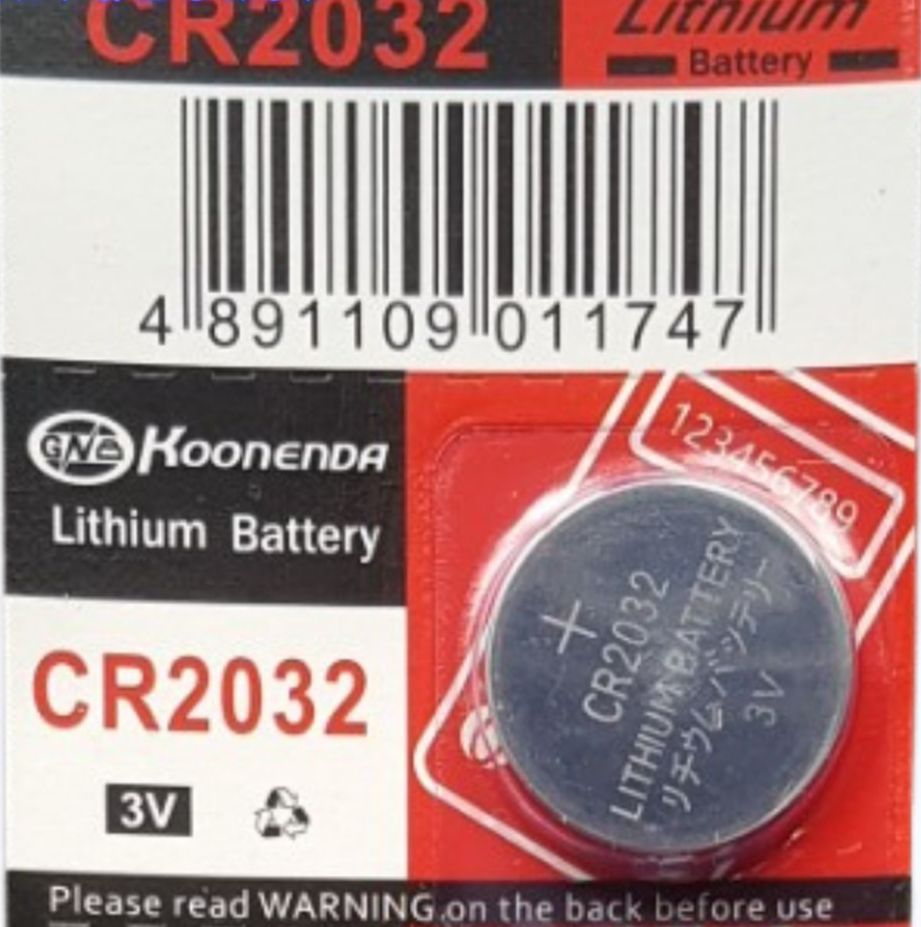 CR2032
Lithium
Battery
4 891109 011747
GNE KOONENDA
Lithium Battery
CR2032
3V
123456789
+
CR2032
LITHIUM BATTERY
リチウムバッテリー
3V
Please read WARNING on the back before use